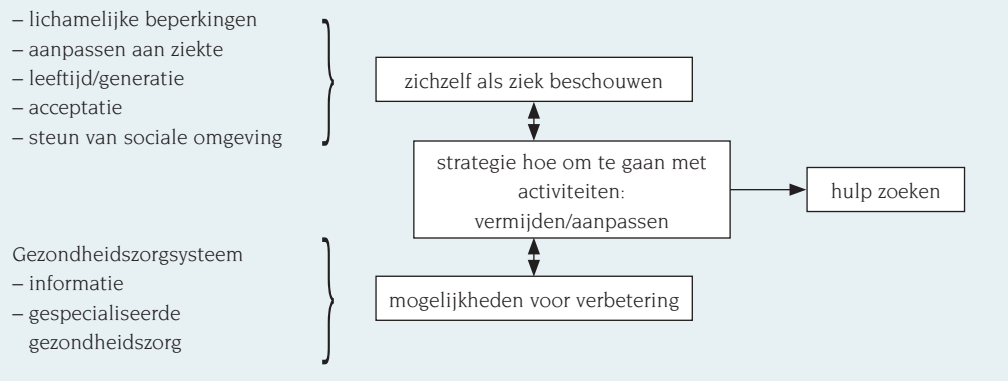 – lichamelijke beperkingen
– aanpassen aan ziekte
– leeftijd/generatie
– acceptatie
– steun van sociale omgeving
zichzelf als ziek beschouwen
strategie hoe om te gaan met
activiteiten:
vermijden/aanpassen
hulp zoeken
Gezondheidszorgsysteem
– informatie
– gespecialiseerde
gezondheidszorg
mogelijkheden voor verbetering